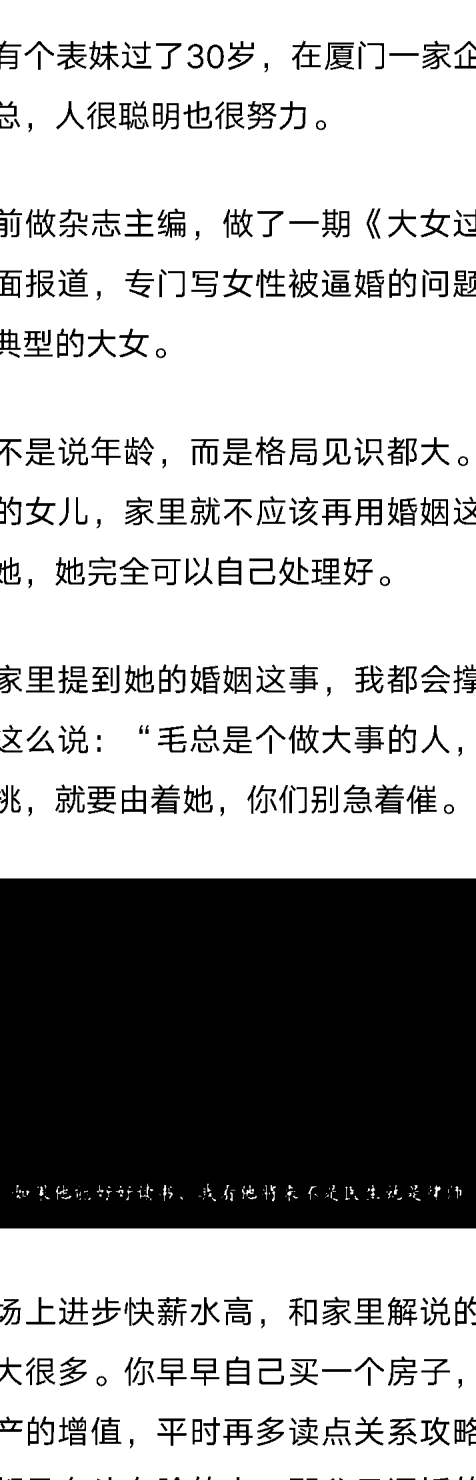 有个表妹过了30岁，在厦门一家企
总，人很聪明也很努力。
前做杂志主编，做了一期《大女过
面报道，专门写女性被逼婚的问题
典型的大女。
不是说年龄，而是格局见识都大。
的女儿，家里就不应该再用婚姻这
她，她完全可以自己处理好。
家里提到她的婚姻这事，我都会撑
这么说：“毛总是个做大事的人，
挑，就要由着她，你们别急着催。
如果他能好好读书、我看他将来不是医生就是律师
场上进步快薪水高，和家里解说的
大很多。你早早自己买一个房子，
产的增值，平时再多读点关系攻略